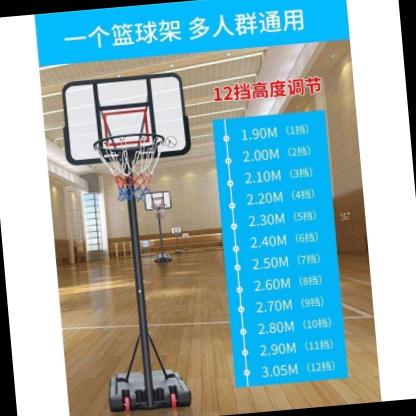 一个篮球架 多人群通用
12挡高度调节
1.90M（1挡）
2.00M（2挡）
2.10M（3挡）
2.20M（4挡）
2.30M（5挡）
2.40M（6挡）
2.50M（7挡）
2.60M（8挡）
2.70M（9挡）
2.80M（10挡）
2.90M（11挡）
3.05M（12挡）